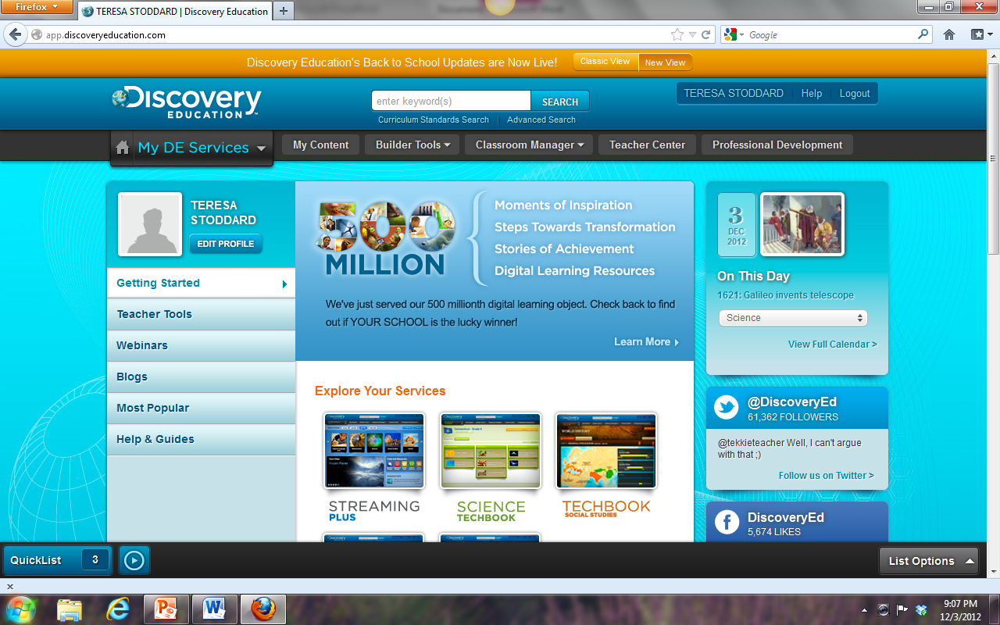 Firefox
TERESA STODDARD | Discovery Education
app.discoveryeducation.com
Google
Discovery Education's Back to School Updates are Now Live!
Classic View
New View
Discovery
EDUCATION
enter keyword(s)
SEARCH
Curriculum Standards Search
Advanced Search
TERESA STODDARD
Help
Logout
My DE Services
My Content
Builder Tools
Classroom Manager
Teacher Center
Professional Development
TERESA
STODDARD
EDIT PROFILE
Getting Started
Teacher Tools
Webinars
Blogs
Most Popular
Help & Guides
500
MILLION
Moments of Inspiration
Steps Towards Transformation
Stories of Achievement
Digital Learning Resources
We've just served our 500 millionth digital learning object. Check back to find
out if YOUR SCHOOL is the lucky winner!
Learn More
Explore Your Services
STREAMING
PLUS
SCIENCE
TECHBOOK
TECHBOOK
SOCIAL STUDIES
3
DEC
2012
On This Day
1621: Galileo invents telescope
Science
View Full Calendar >
@DiscoveryEd
61,362 FOLLOWERS
@tekkieteacher Well, I can't argue
with that ;)
Follow us on Twitter >
DiscoveryEd
5,674 LIKES
QuickList
3
List Options
x
9:07 PM
12/3/2012